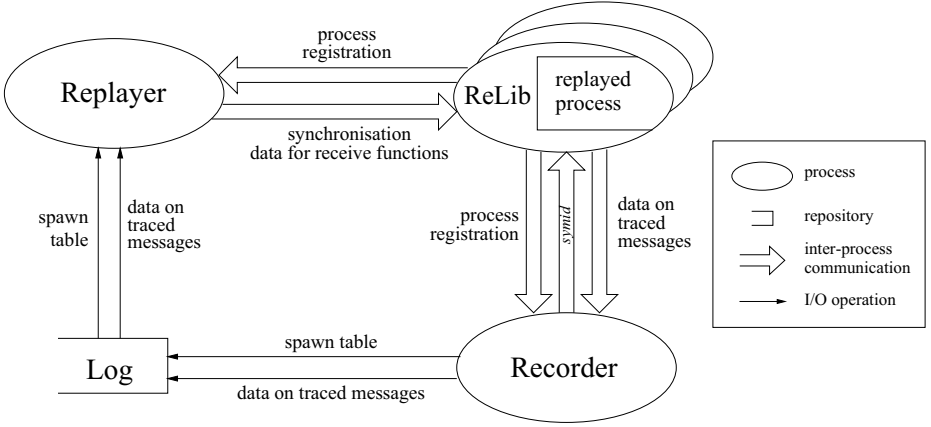 process
registration
Replayer
ReLib
replayed
process
synchronisation
data for receive functions
spawn
table
data on
traced
messages
process
registration
symid
data on
traced
messages
process
repository
inter-process
communication
I/O operation
Log
spawn table
data on traced messages
Recorder